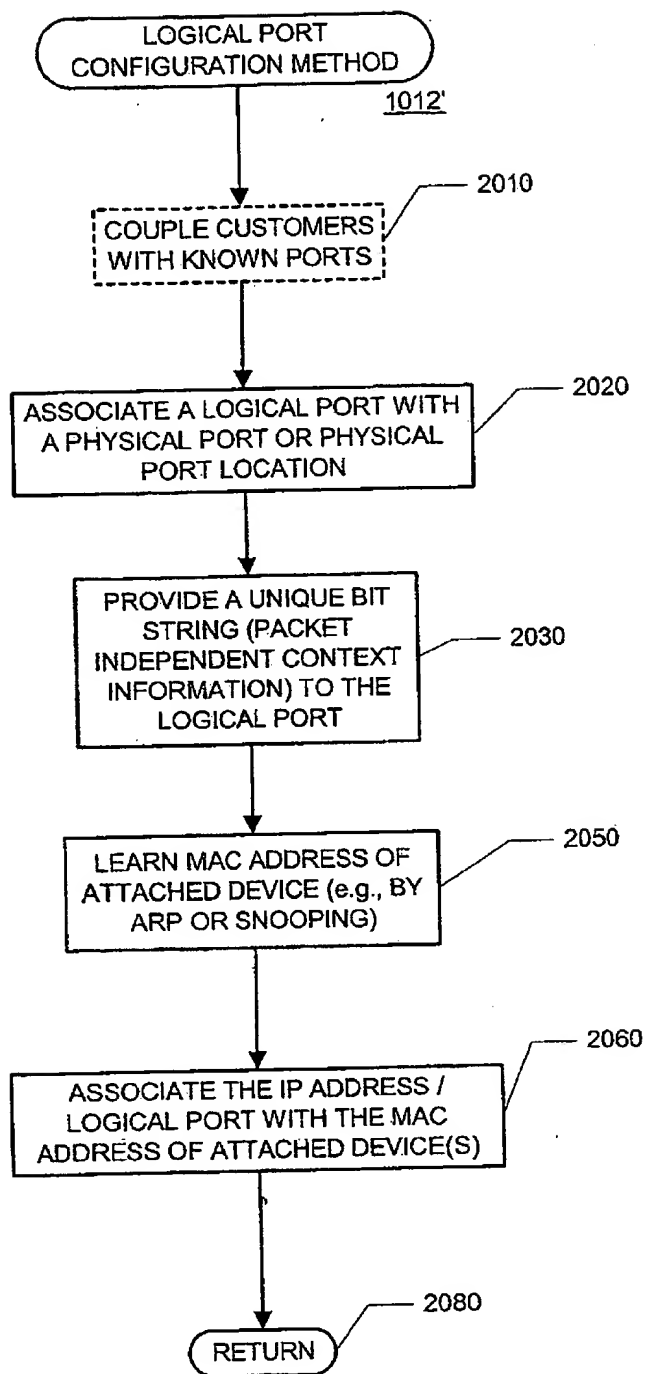 LOGICAL PORT
CONFIGURATION METHOD
1012'
2010
COUPLE CUSTOMERS
WITH KNOWN PORTS
2020
ASSOCIATE A LOGICAL PORT WITH
A PHYSICAL PORT OR PHYSICAL
PORT LOCATION
PROVIDE A UNIQUE BIT
STRING (PACKET
INDEPENDENT CONTEXT
INFORMATION) TO THE
LOGICAL PORT
2030
2050
LEARN MAC ADDRESS OF
ATTACHED DEVICE (e.g., BY
ARP OR SNOOPING)
2060
ASSOCIATE THE IP ADDRESS /
LOGICAL PORT WITH THE MAC
ADDRESS OF ATTACHED DEVICE(S)
2080
RETURN